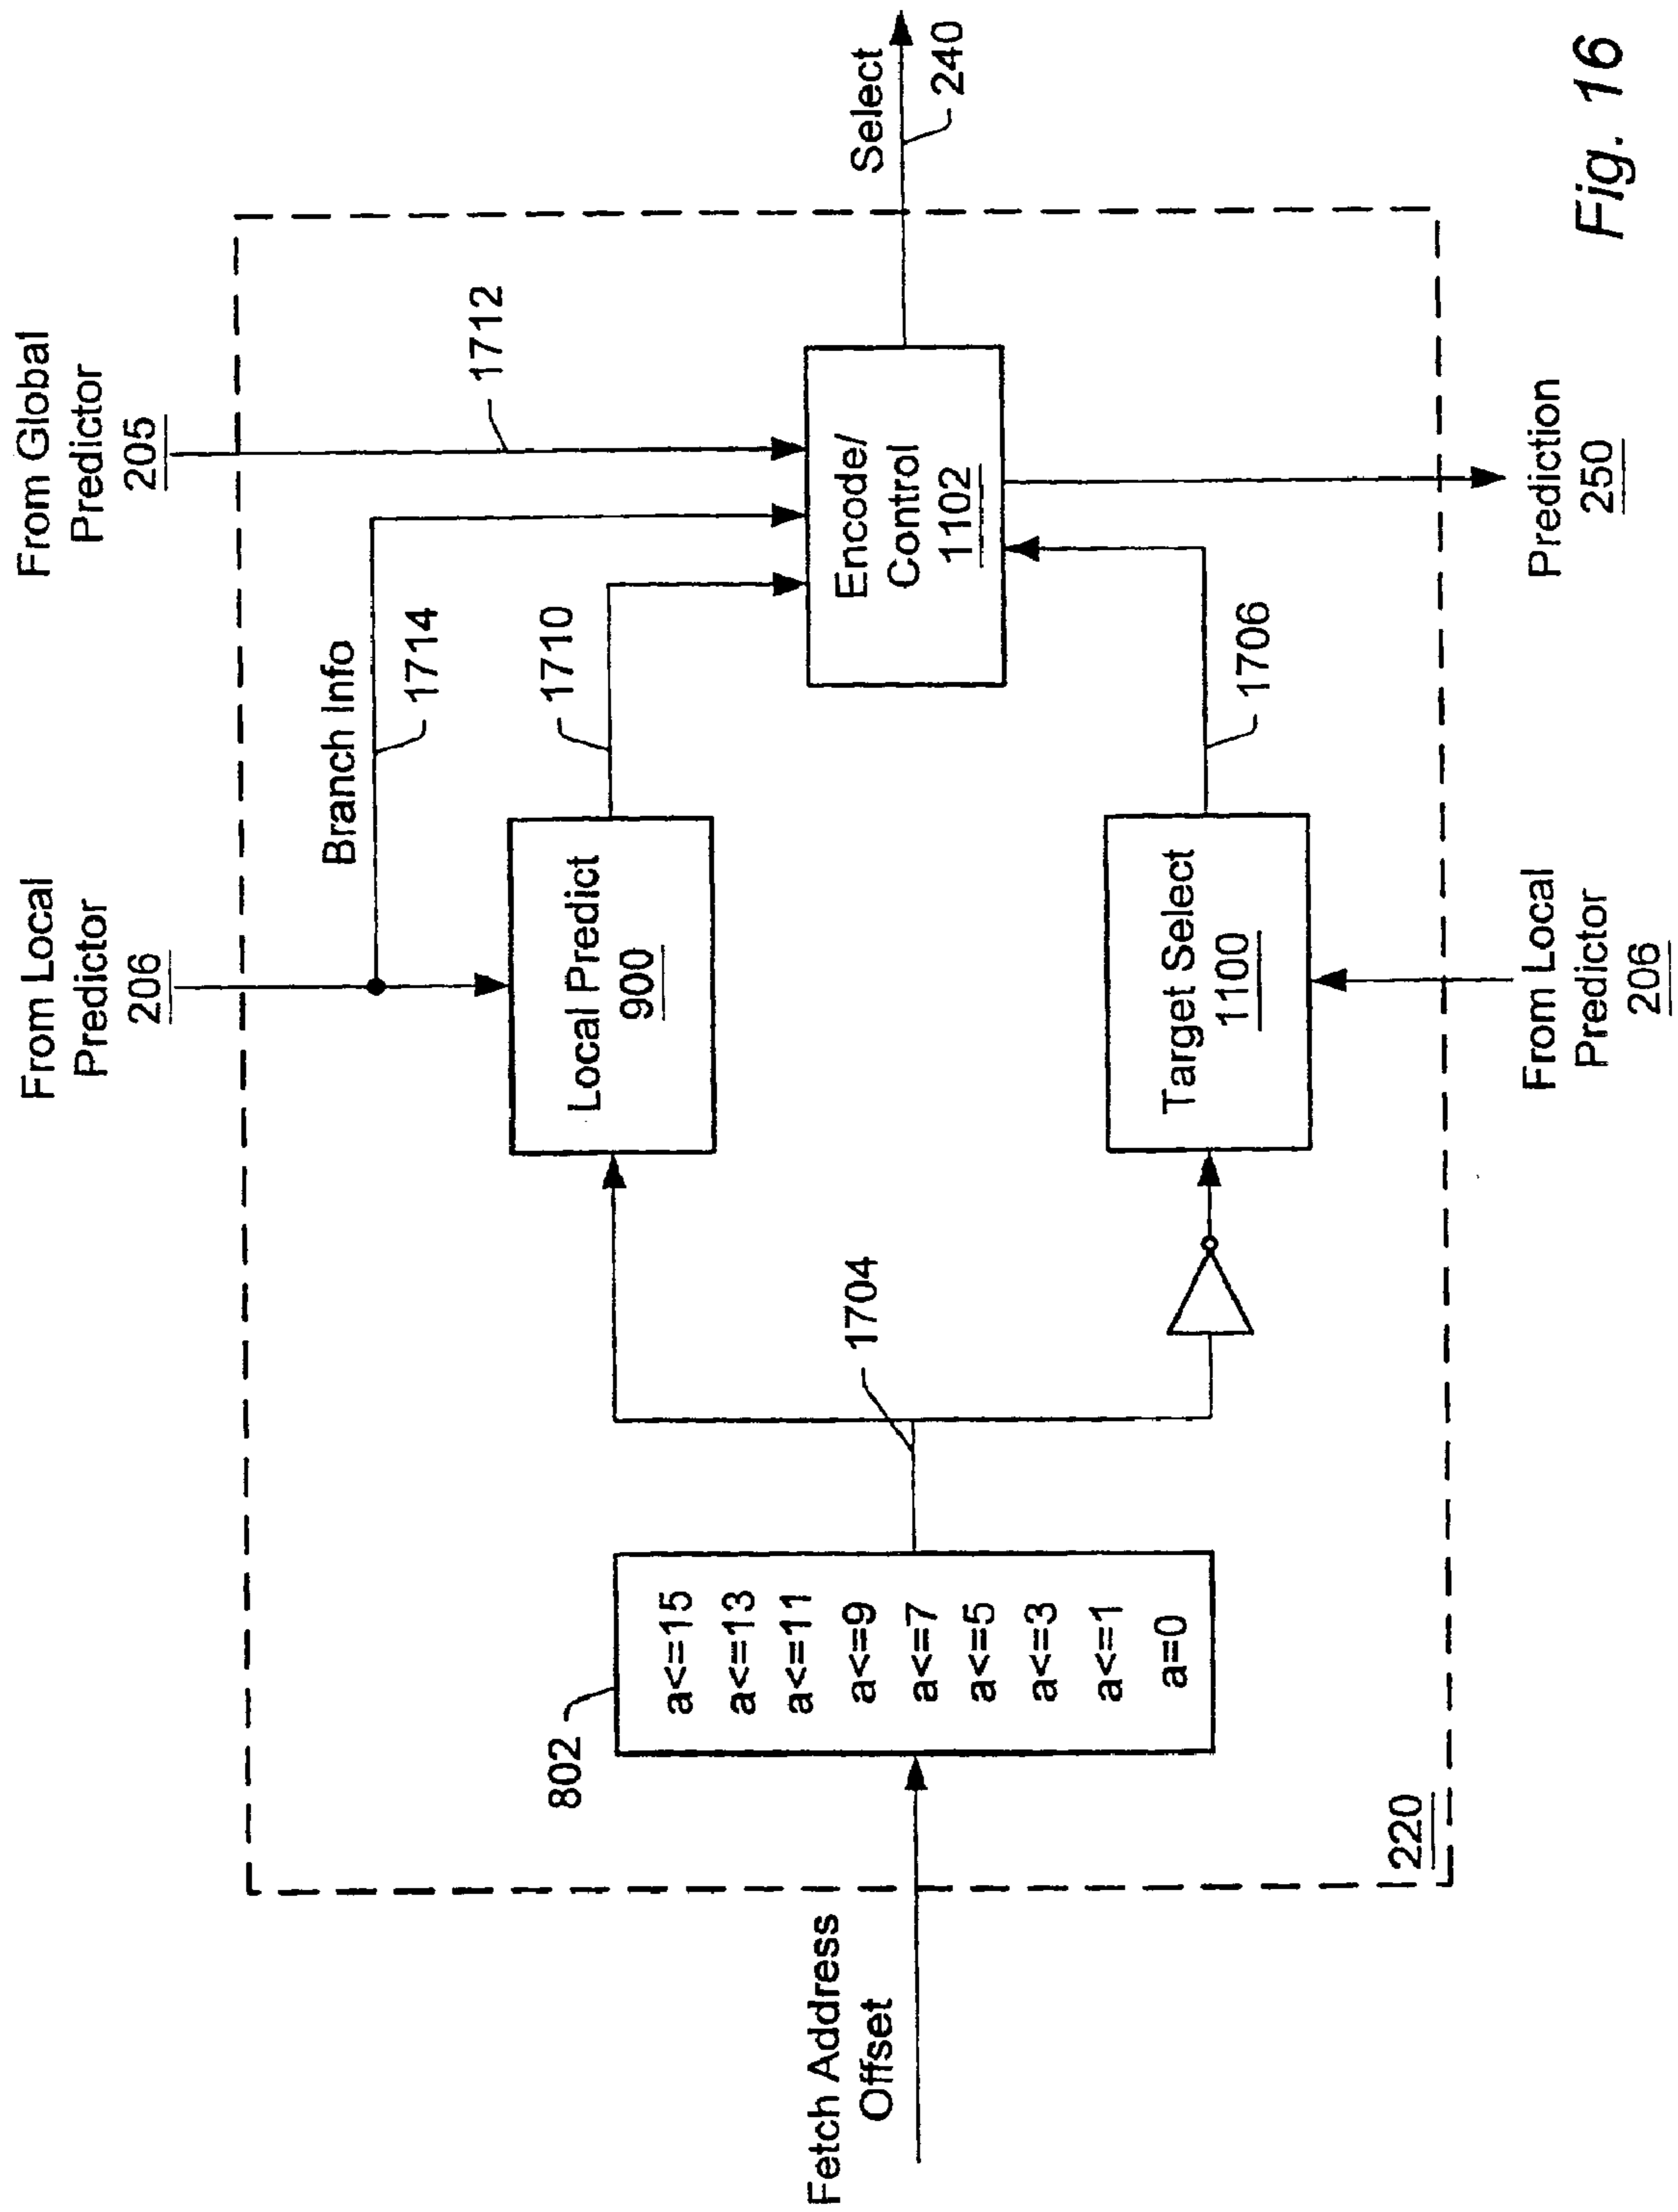 From Local
Predictor
206
From Global
Predictor
205
Branch Info
1714
1712
1710
Local Predict
900
Select
240
Encode/
Control
1102
Fetch Address
Offset
802
a<=15
a<=13
a<=11
a<=9
a<=7
a<=5
a<=3
a<=1
a=0
1704
Target Select
1100
1706
220
From Local
Predictor
206
Prediction
250
Fig. 16